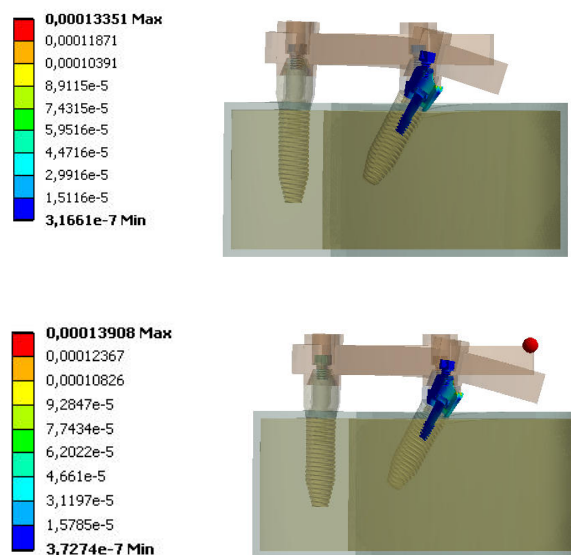 0,00013351 Max
0,00011871
0,00010391
8,9115e-5
7,4315e-5
5,9516e-5
4,4716e-5
2,9916e-5
1,5116e-5
3,1661e-7 Min
0,00013908 Max
0,00012367
0,00010826
9,2847e-5
7,7434e-5
6,2022e-5
4,661e-5
3,1197e-5
1,5785e-5
3,7274e-7 Min